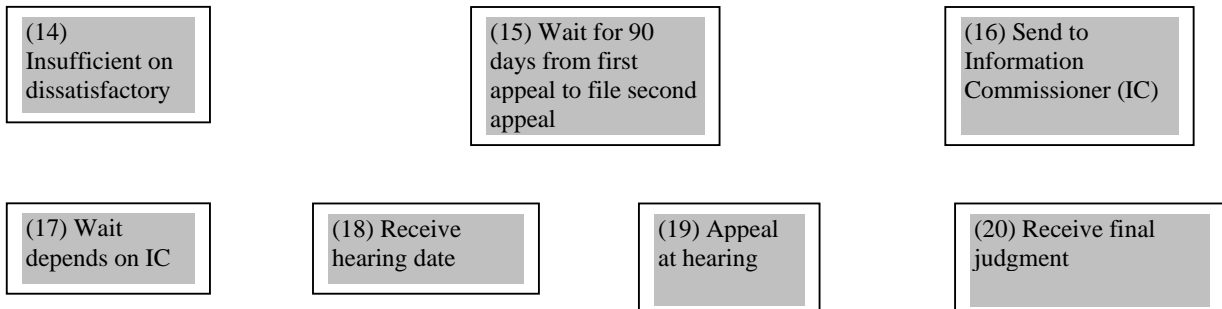 (14)
Insufficient on
dissatisfactory
(15) Wait for 90
days from first
appeal to file second
appeal
(16) Send to
Information
Commissioner (IC)
(17) Wait
depends on IC
(18) Receive
hearing date
(19) Appeal
at hearing
(20) Receive final
judgment